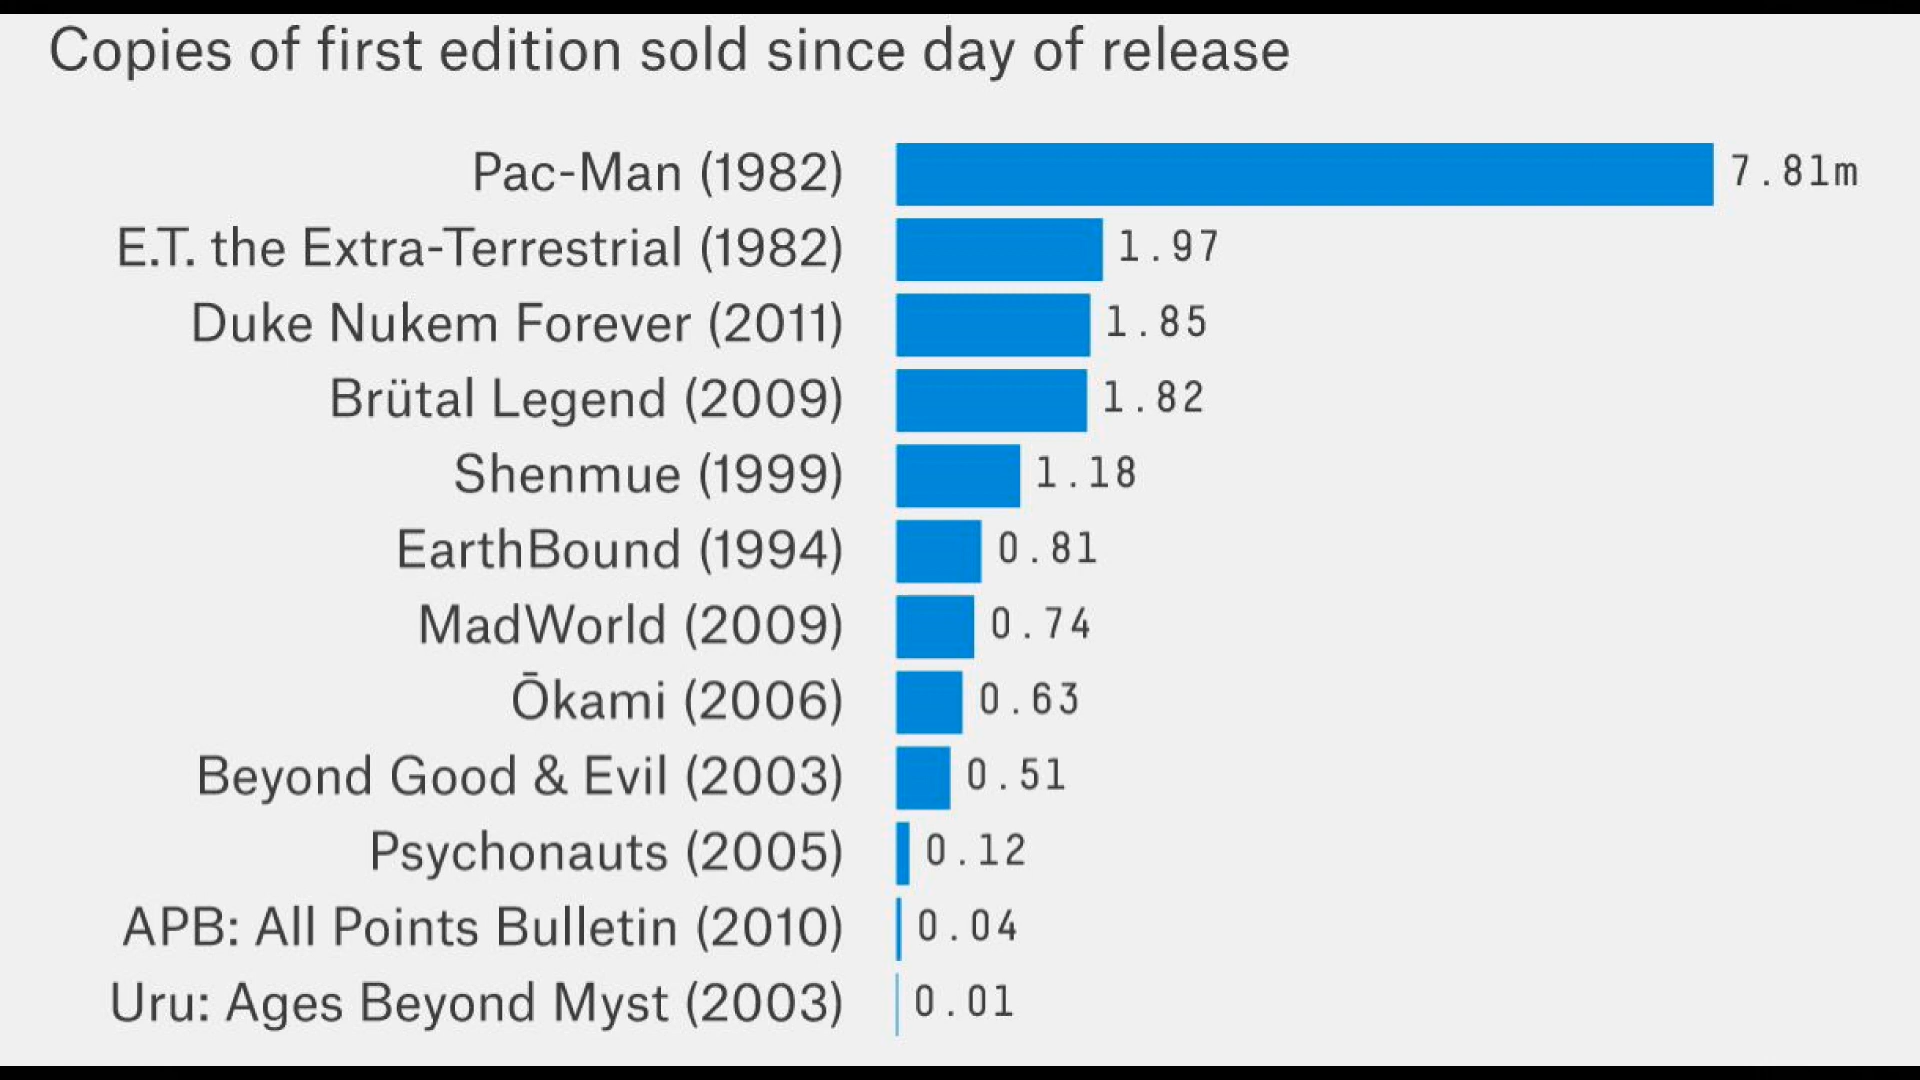 Copies of first edition sold since day of release
Pac-Man (1982) 7.81m
E.T. the Extra-Terrestrial (1982) 1.97
Duke Nukem Forever (2011) 1.85
Brütal Legend (2009) 1.82
Shenmue (1999) 1.18
EarthBound (1994) 0.81
MadWorld (2009) 0.74
Ōkami (2006) 0.63
Beyond Good & Evil (2003) 0.51
Psychonauts (2005) 0.12
APB: All Points Bulletin (2010) 0.04
Uru: Ages Beyond Myst (2003) 0.01